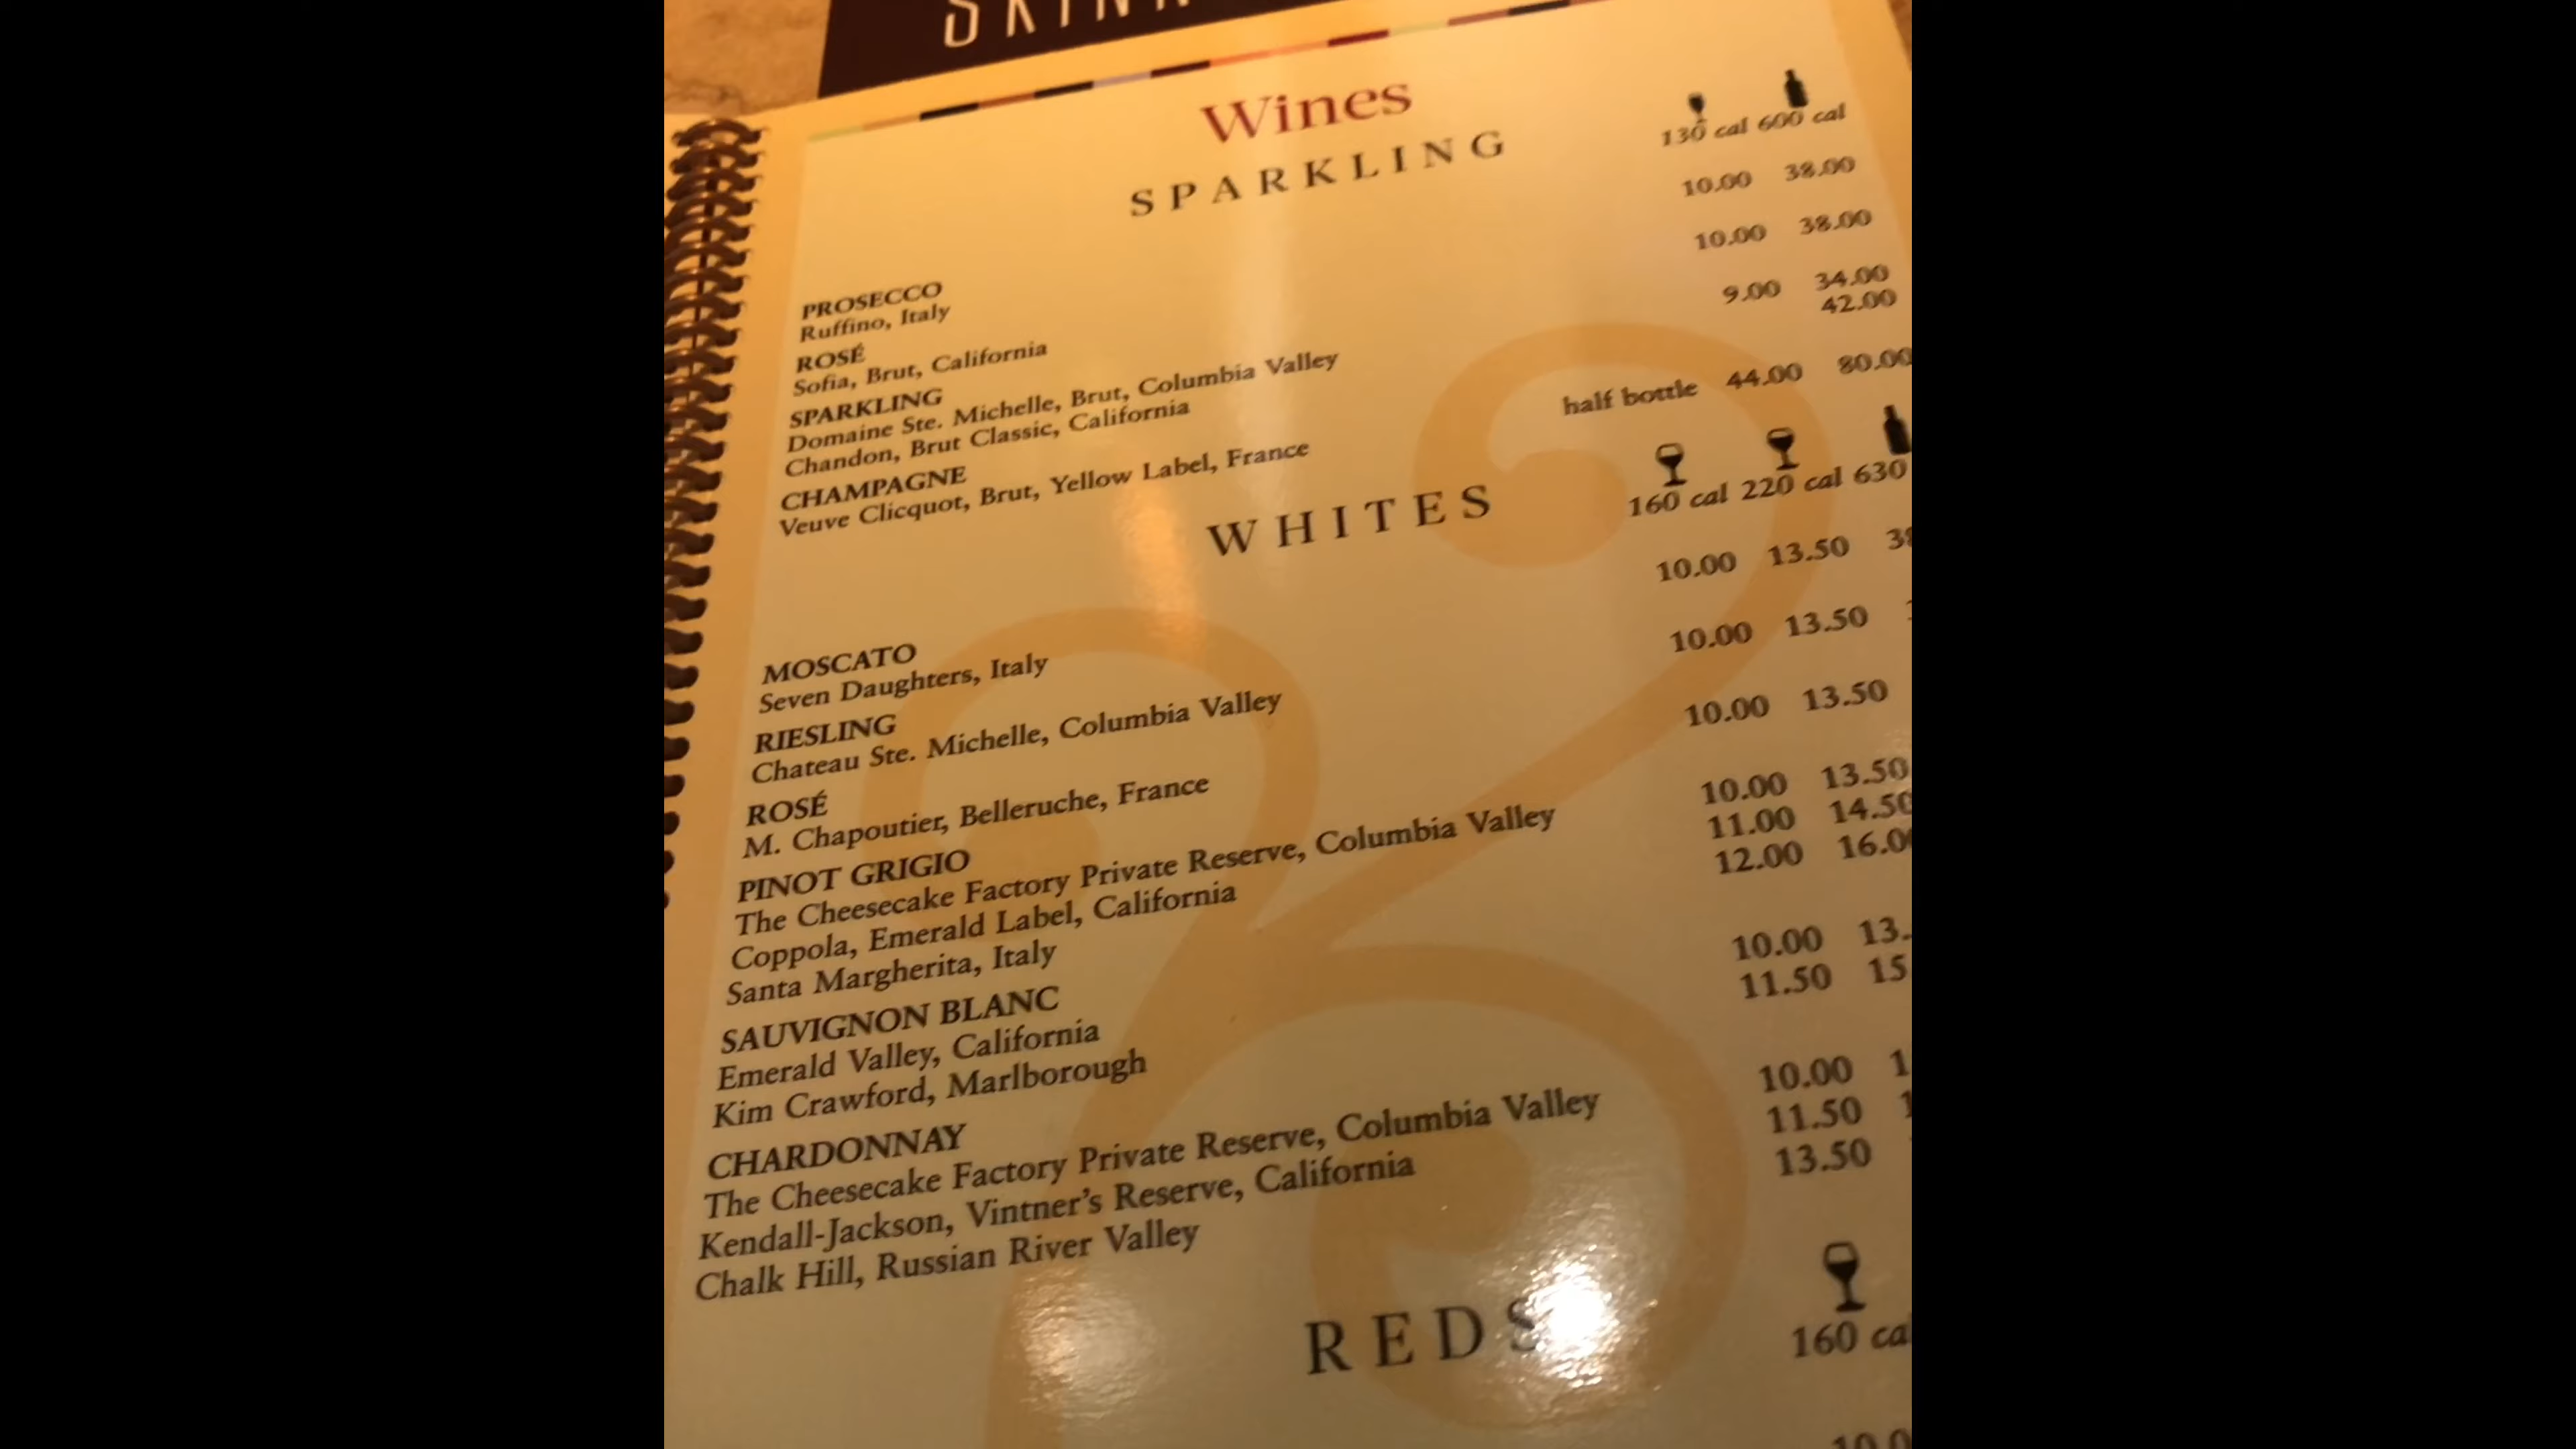 Wines
SPARKLING
130 cal 600 cal
PROSECCO
Ruffino, Italy 10.00 38.00
ROSÉ
Sofia, Brut, California 10.00 38.00
SPARKLING
Domaine Ste. Michelle, Brut, Columbia Valley 9.00 34.00
Chandon, Brut Classic, California 42.00
CHAMPAGNE
Veuve Clicquot, Brut, Yellow Label, France half bottle 44.00 80.00
WHITES
160 cal 220 cal 630
MOSCATO
Seven Daughters, Italy 10.00 13.50
RIESLING
Chateau Ste. Michelle, Columbia Valley 10.00 13.50
ROSÉ
M. Chapoutier, Belleruche, France 10.00 13.50
PINOT GRIGIO
The Cheesecake Factory Private Reserve, Columbia Valley 10.00 13.50
Coppola, Emerald Label, California 11.00 14.50
Santa Margherita, Italy 12.00 16.0
SAUVIGNON BLANC
Emerald Valley, California 10.00 13.
Kim Crawford, Marlborough 11.50 15
CHARDONNAY
The Cheesecake Factory Private Reserve, Columbia Valley 10.00
Kendall-Jackson, Vintner's Reserve, California 11.50
Chalk Hill, Russian River Valley 13.50
REDS
160 ca